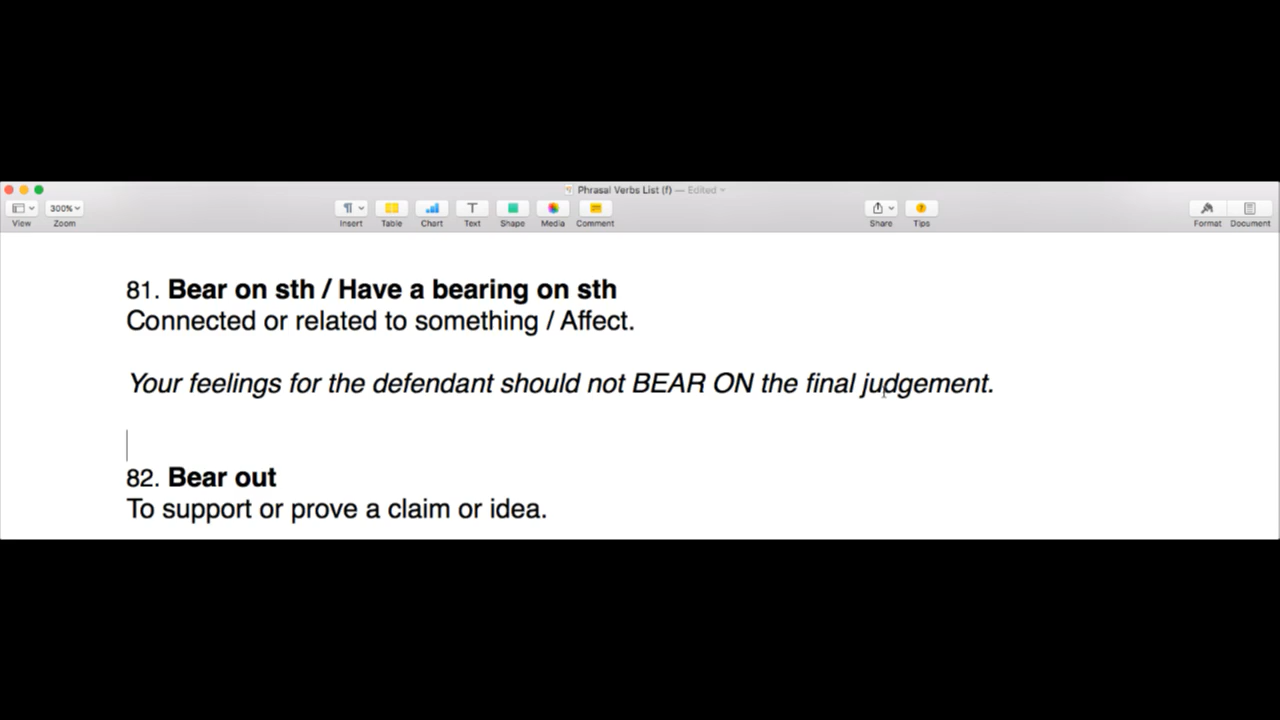 Phrasal Verbs List (f) — Edited
300%
View Zoom Insert Table Chart Text Shape Media Comment Share Tips Format Document
81. Bear on sth / Have a bearing on sth
Connected or related to something / Affect.
Your feelings for the defendant should not BEAR ON the final judgement.
82. Bear out
To support or prove a claim or idea.